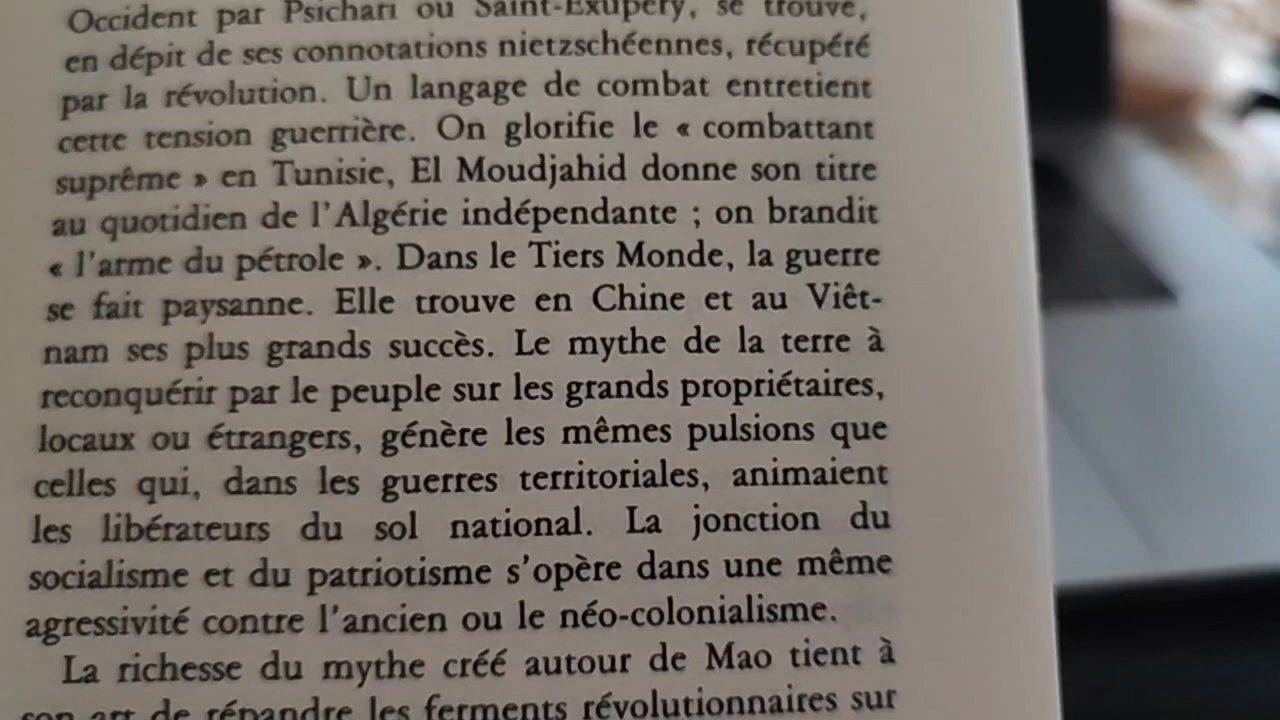 Occident par Psichari ou Saint-Exupéry, se trouve,
en dépit de ses connotations nietzschéennes, récupéré
par la révolution. Un langage de combat entretient
cette tension guerrière. On glorifie le « combattant
suprême » en Tunisie, El Moudjahid donne son titre
au quotidien de l'Algérie indépendante ; on brandit
« l'arme du pétrole ». Dans le Tiers Monde, la guerre
se fait paysanne. Elle trouve en Chine et au Viêt-
nam ses plus grands succès. Le mythe de la terre à
reconquérir par le peuple sur les grands propriétaires,
locaux ou étrangers, génère les mêmes pulsions que
celles qui, dans les guerres territoriales, animaient
les libérateurs du sol national. La jonction du
socialisme et du patriotisme s'opère dans une même
agressivité contre l'ancien ou le néo-colonialisme.
La richesse du mythe créé autour de Mao tient à
son art de répandre les ferments révolutionnaires sur